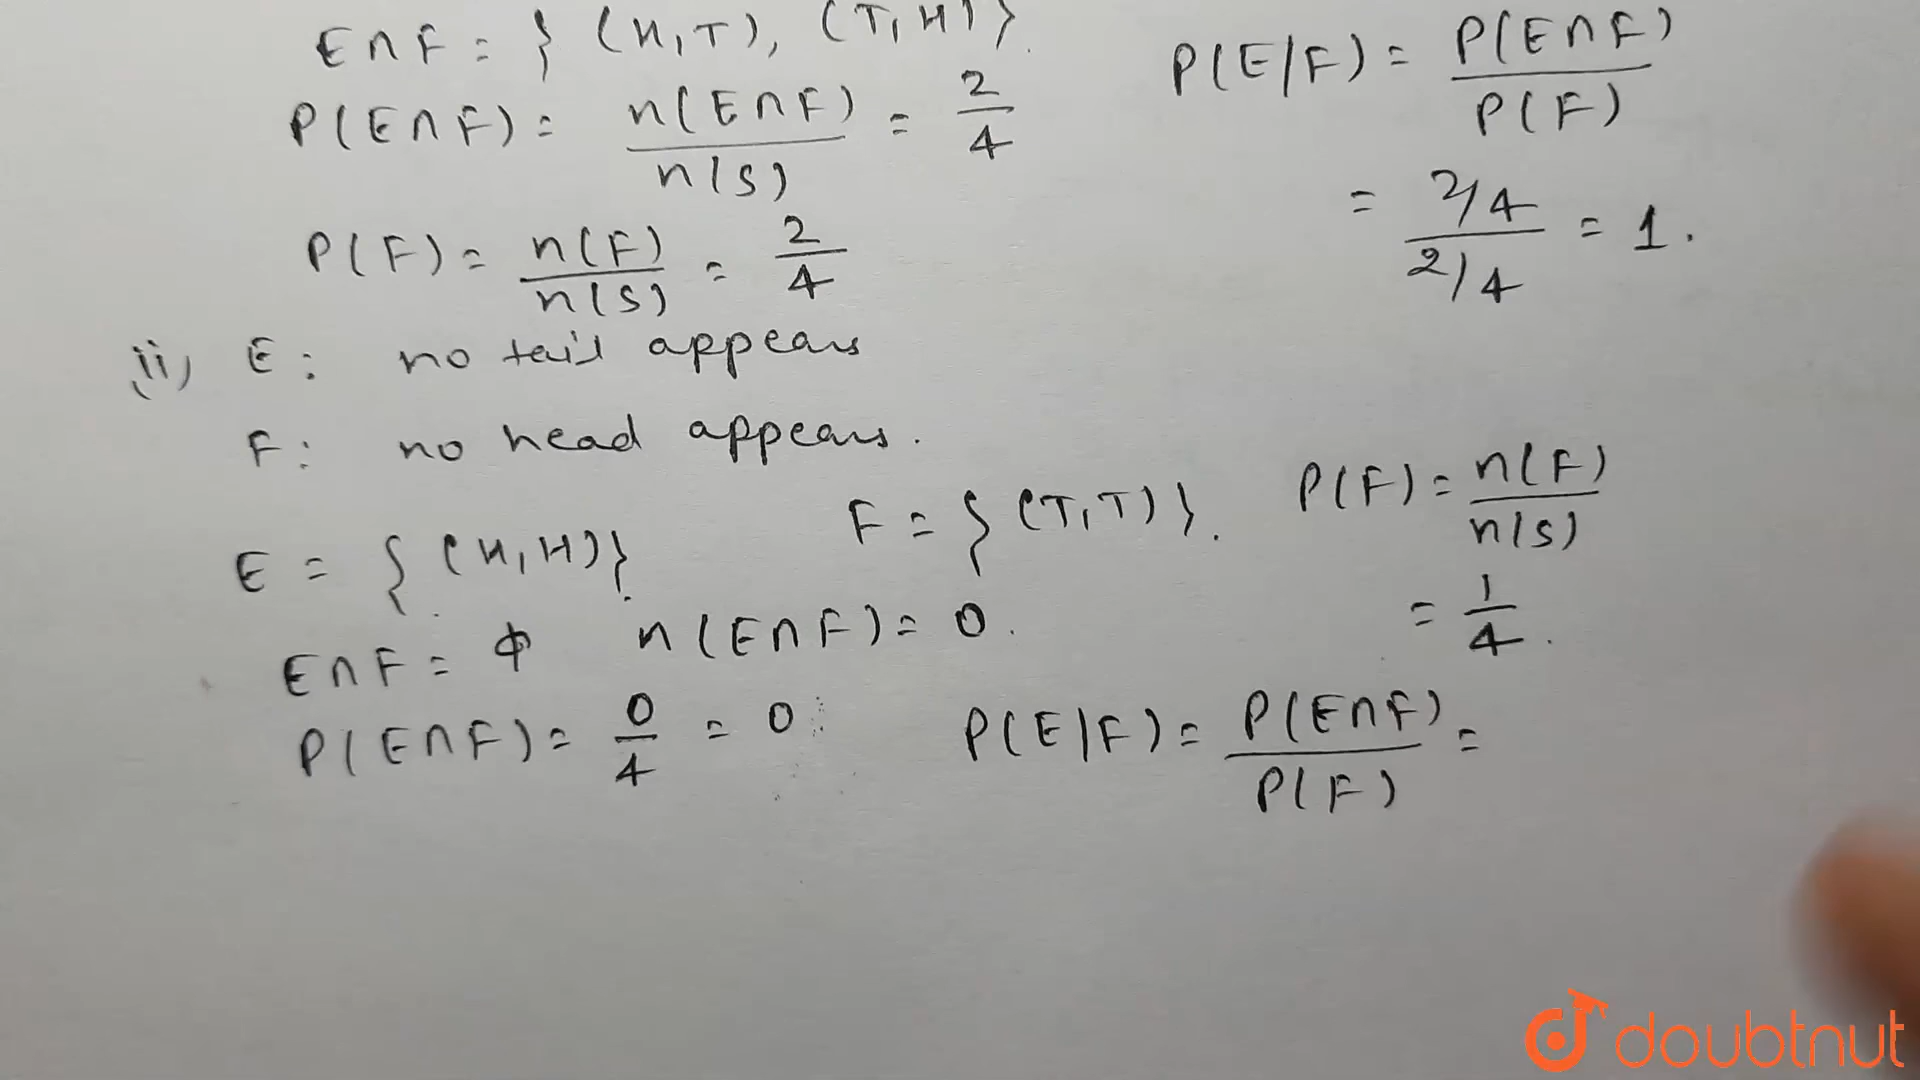 E∩F = { (H,T), (T,H) }.
P(E∩F) = n(E∩F)/n(S) = 2/4
P(F) = n(F)/n(S) = 2/4
P(E/F) = P(E∩F)/P(F)
= 2/4 / 2/4 = 1.
(ii) E: no tail appears
F: no head appears.
E = { (H,H) }.
F = { (T,T) }.
P(F) = n(F)/n(S)
= 1/4.
E∩F = φ n(E∩F) = 0.
P(E∩F) = 0/4 = 0
P(E|F) = P(E∩F)/P(F) =
doubtnut